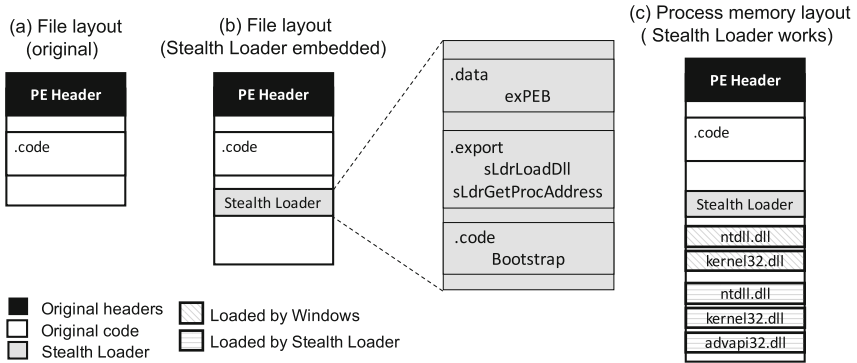 (a) File layout
(original)
PE Header
.code
(b) File layout
(Stealth Loader embedded)
PE Header
.code
Stealth Loader
.data
exPEB
.export
sLdrLoadDll
sLdrGetProcAddress
.code
Bootstrap
(c) Process memory layout
( Stealth Loader works)
PE Header
.code
Stealth Loader
ntdll.dll
kernel32.dll
ntdll.dll
kernel32.dll
advapi32.dll
Original headers
Original code
Stealth Loader
Loaded by Windows
Loaded by Stealth Loader